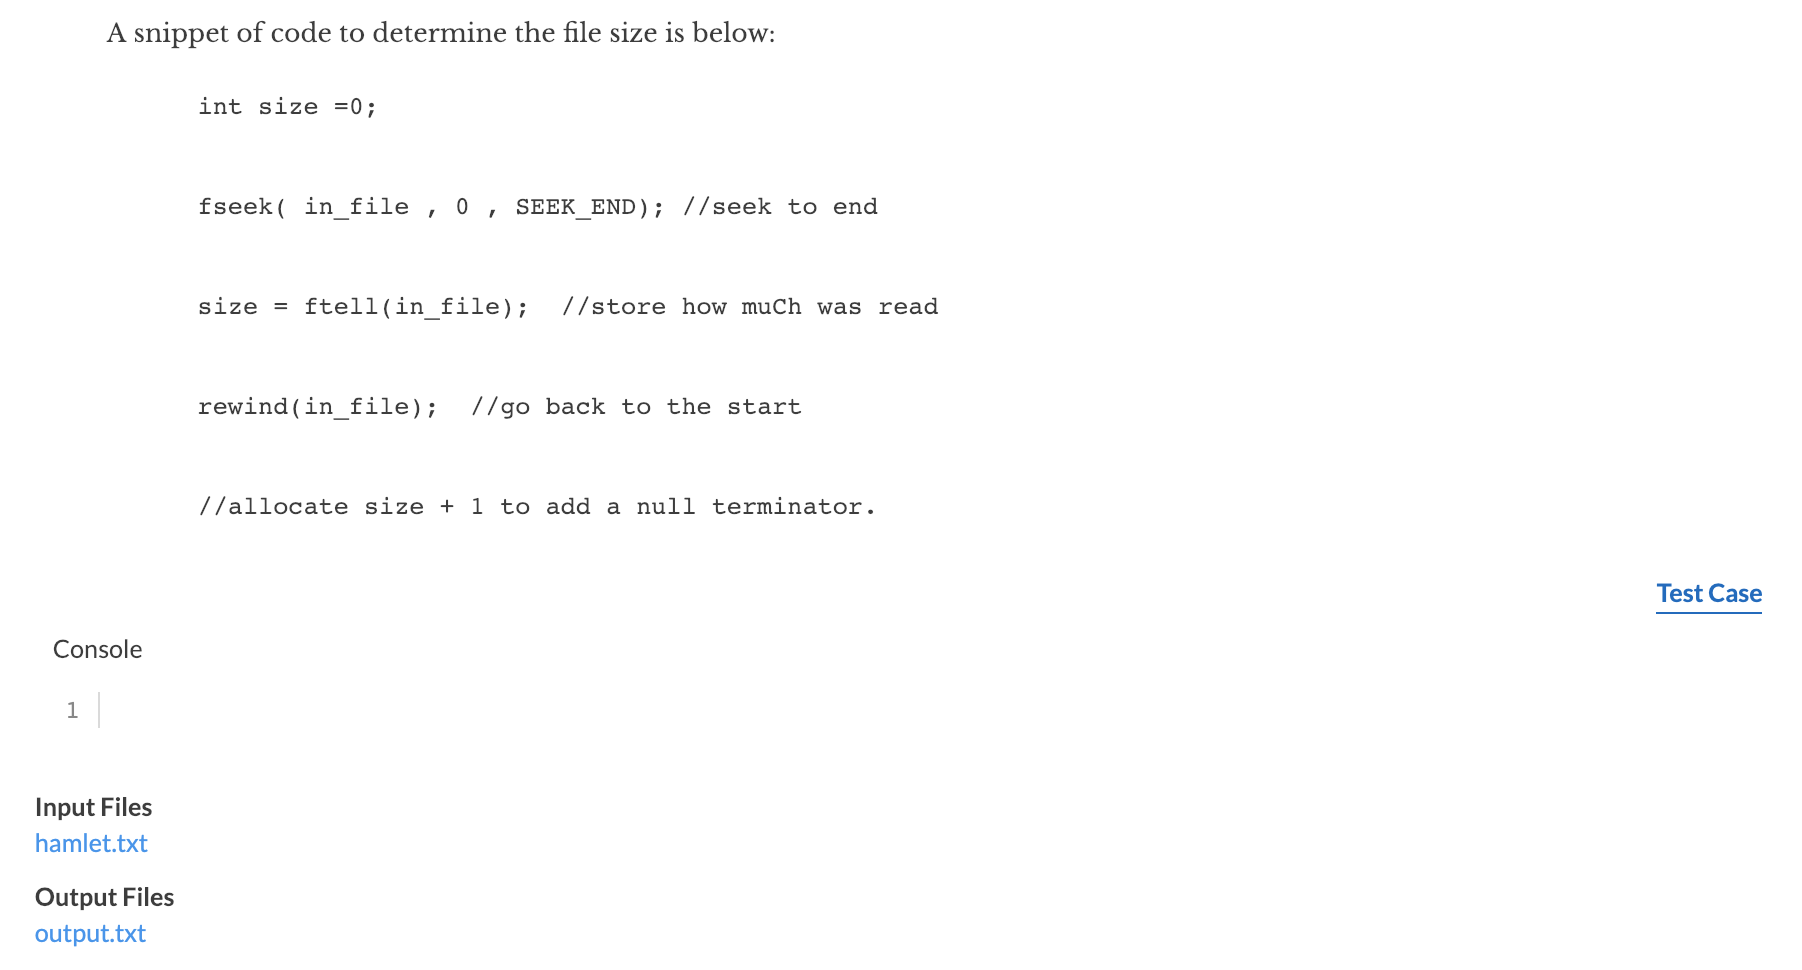 A snippet of code to determine the file size is below:
int size =0;
fseek( in_file , 0 , SEEK_END); //seek to end
size = ftell(in_file);  //store how muCh was read
rewind(in_file);  //go back to the start
//allocate size + 1 to add a null terminator.
Test Case
Console
1
Input Files
hamlet.txt
Output Files
output.txt